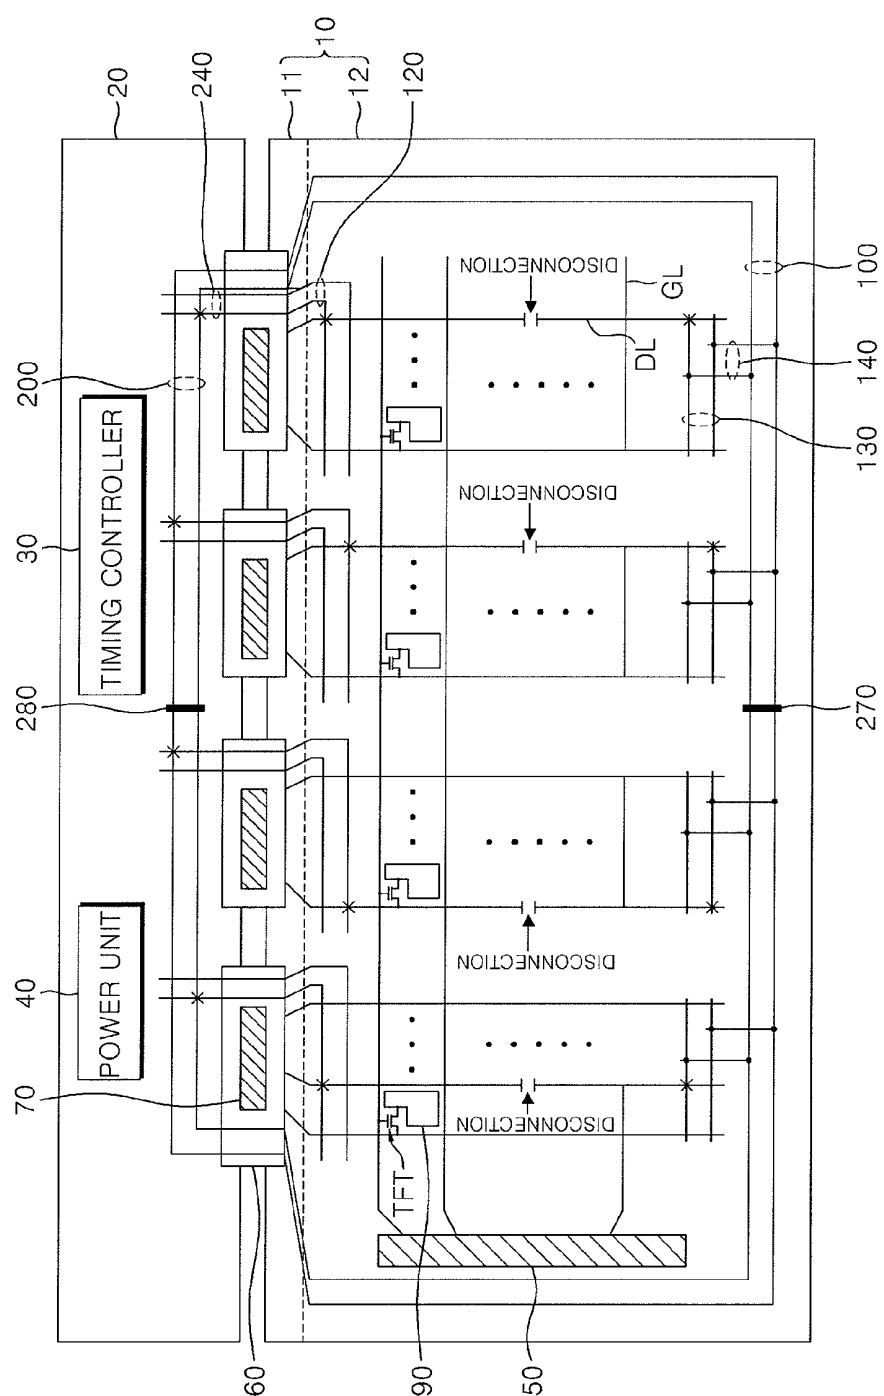 20
11
10
12
240
120
200
30
TIMING CONTROLLER
280
40
POWER UNIT
70
60
DISCONNECTION
GL
DL
DISCONNECTION
DISCONNECTION
DISCONNECTION
TFT
100
140
130
270
90
50